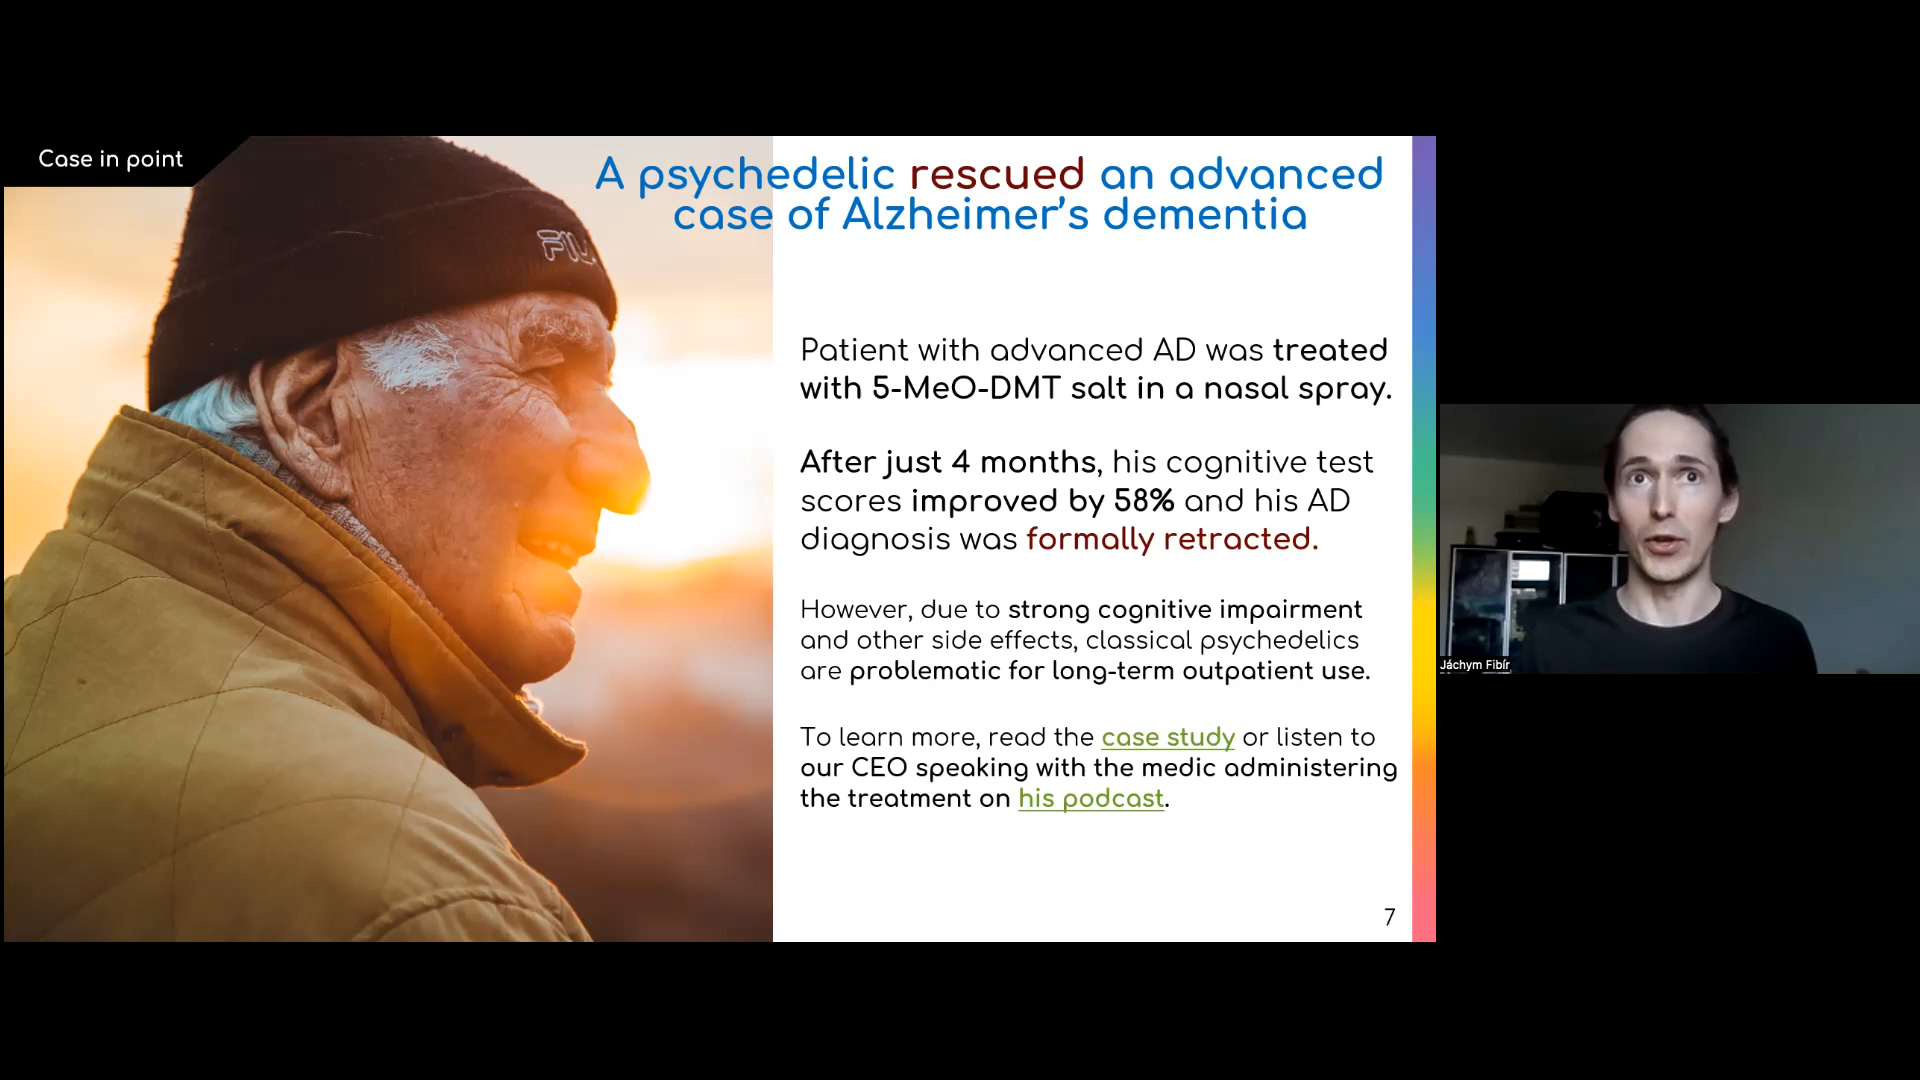 Case in point
A psychedelic rescued an advanced
case of Alzheimer's dementia
FILA
Patient with advanced AD was treated
with 5-MeO-DMT salt in a nasal spray.
After just 4 months, his cognitive test
scores improved by 58% and his AD
diagnosis was formally retracted.
However, due to strong cognitive impairment
and other side effects, classical psychedelics
are problematic for long-term outpatient use.
To learn more, read the case study or listen to
our CEO speaking with the medic administering
the treatment on his podcast.
7
Jáchym Fibír